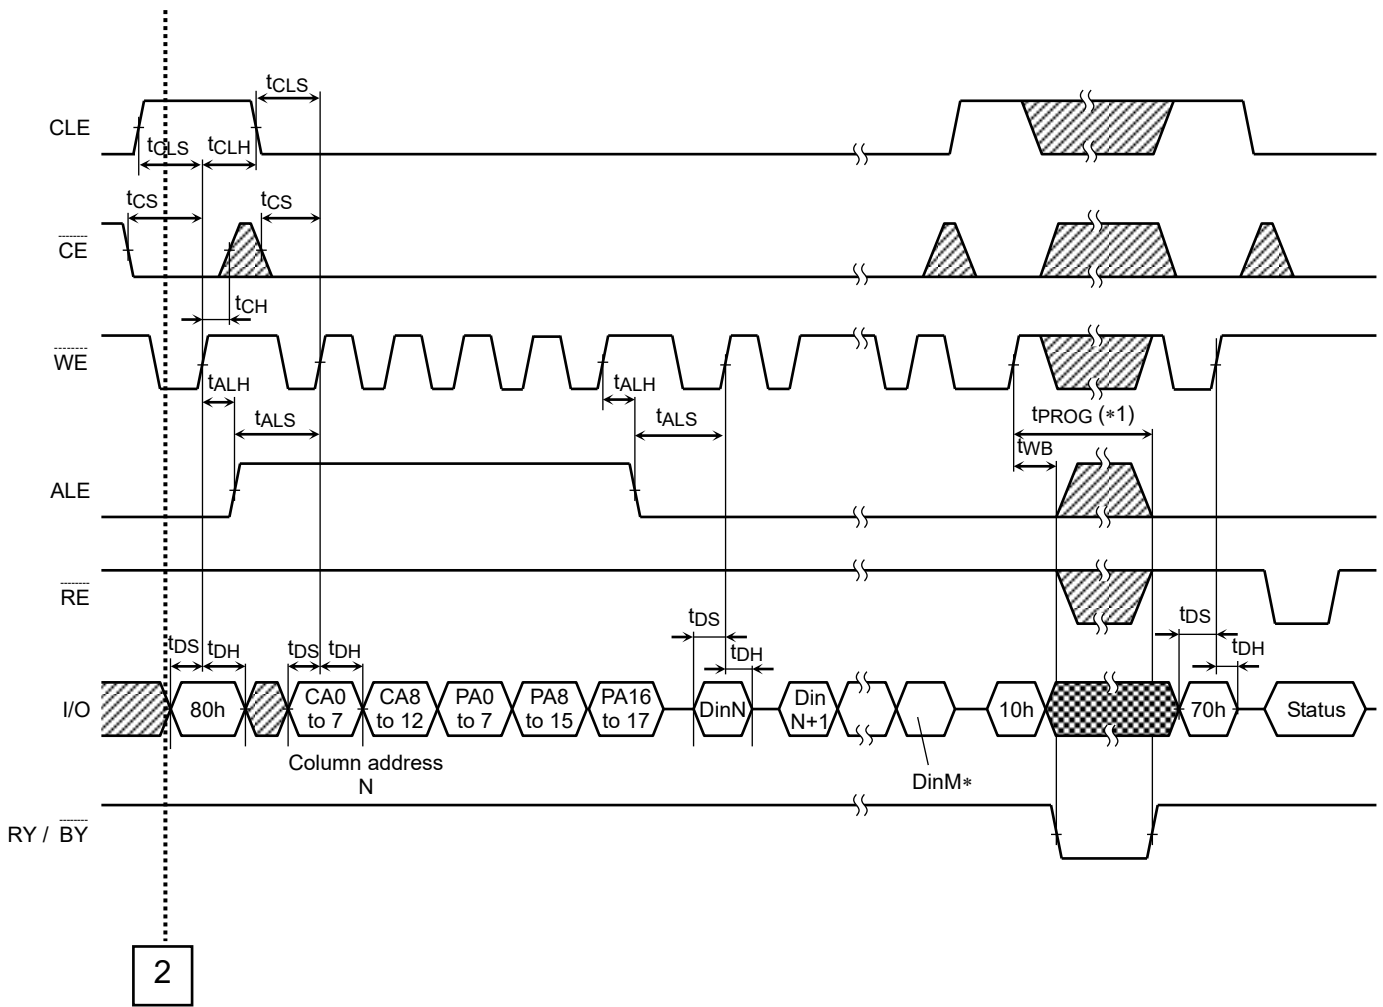 tCLS
CLE
tCLS tCLH
tCS tCS
CE
tCH
WE
tALH tALH
tALS tALS
tPROG (*1)
tWB
ALE
RE
tDS tDH tDS tDH tDS tDH tDS tDH
I/O 80h CA0 to 7 CA8 to 12 PA0 to 7 PA8 to 15 PA16 to 17 DinN Din N+1 10h 70h Status
Column address
N
DinM*
RY / BY
2